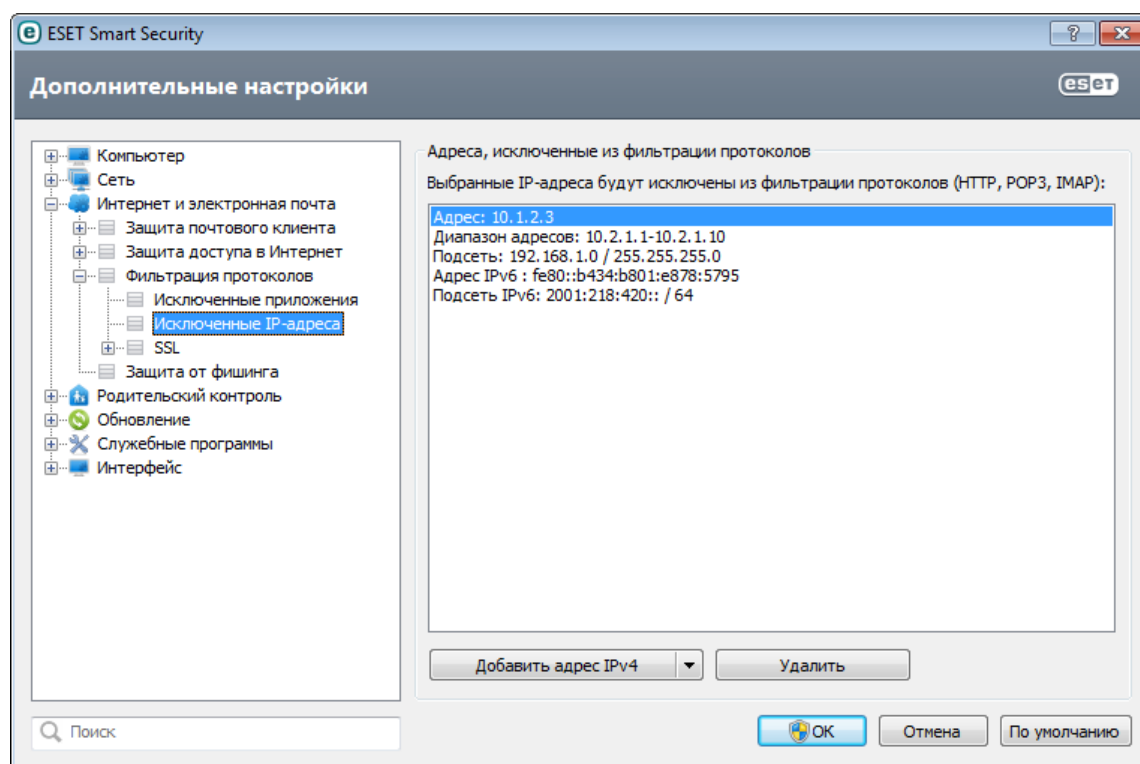 ESET Smart Security
Дополнительные настройки
eset
Компьютер
Сеть
Интернет и электронная почта
Защита почтового клиента
Защита доступа в Интернет
Фильтрация протоколов
Исключенные приложения
Исключенные IP-адреса
SSL
Защита от фишинга
Родительский контроль
Обновление
Служебные программы
Интерфейс
Поиск
Адреса, исключенные из фильтрации протоколов
Выбранные IP-адреса будут исключены из фильтрации протоколов (HTTP, POP3, IMAP):
Адрес: 10.1.2.3
Диапазон адресов: 10.2.1.1-10.2.1.10
Подсеть: 192.168.1.0 / 255.255.255.0
Адрес IPv6 : fe80::b434:b801:e878:5795
Подсеть IPv6: 2001:218:420:: / 64
Добавить адрес IPv4
Удалить
OK
Отмена
По умолчанию